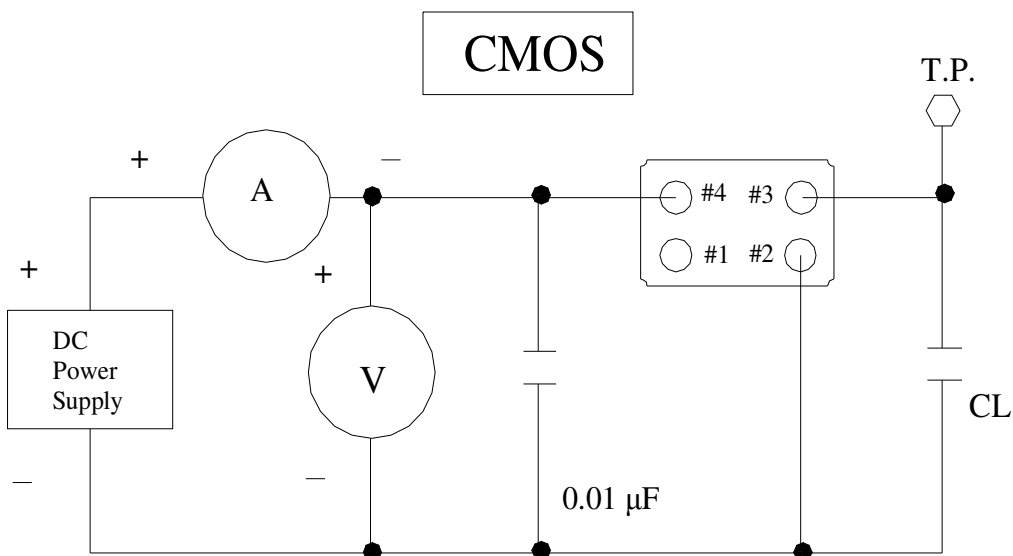 CMOS
T.P.
+
–
A
#4 #3
+
+
#1 #2
DC
Power
Supply
V
CL
–
–
0.01 μF